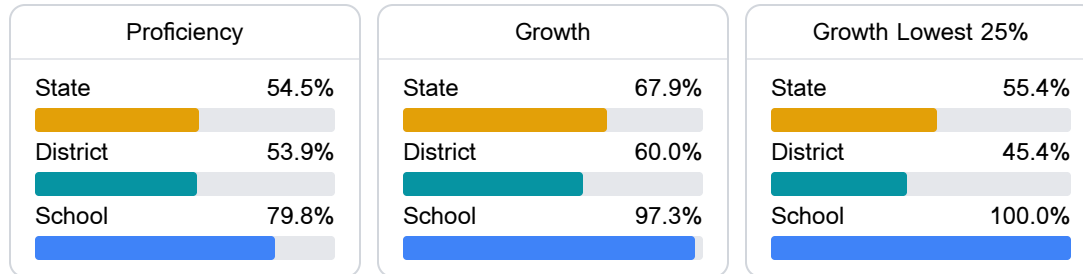 Proficiency
State 54.5%
District 53.9%
School 79.8%
Growth
State 67.9%
District 60.0%
School 97.3%
Growth Lowest 25%
State 55.4%
District 45.4%
School 100.0%